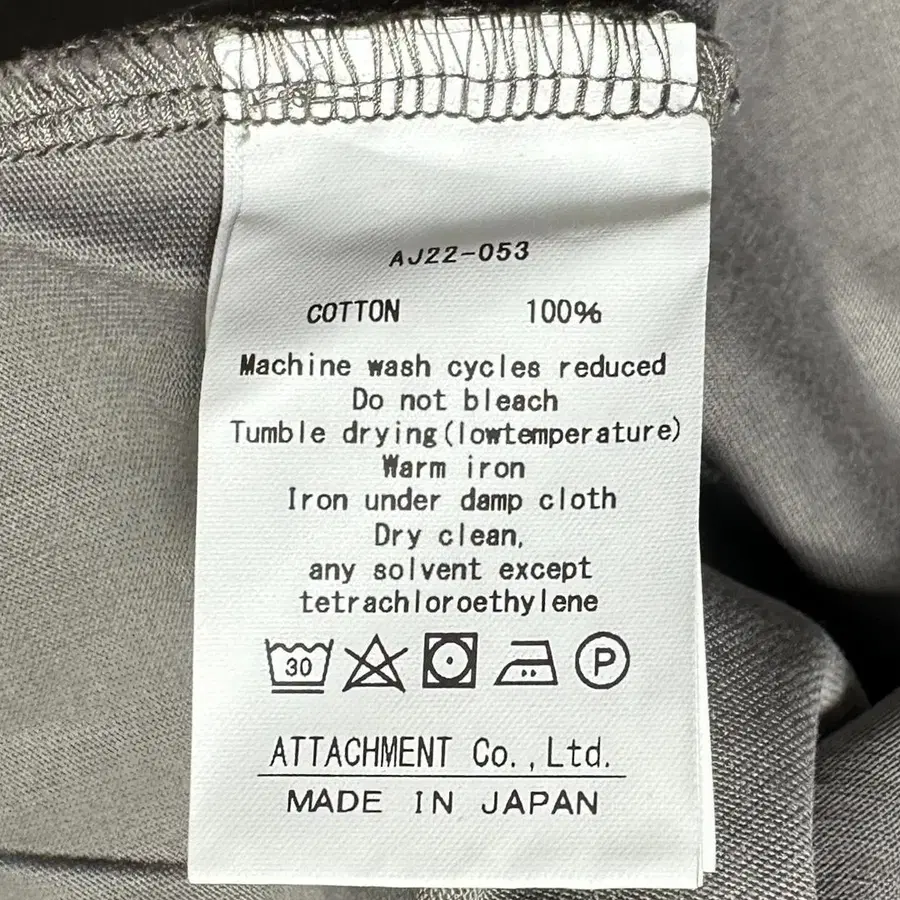 AJ22-053
COTTON 100%
Machine wash cycles reduced
Do not bleach
Tumble drying(lowtemperature)
Warm iron
Iron under damp cloth
Dry clean,
any solvent except
tetrachloroethylene
30 P
ATTACHMENT Co.,Ltd.
MADE IN JAPAN